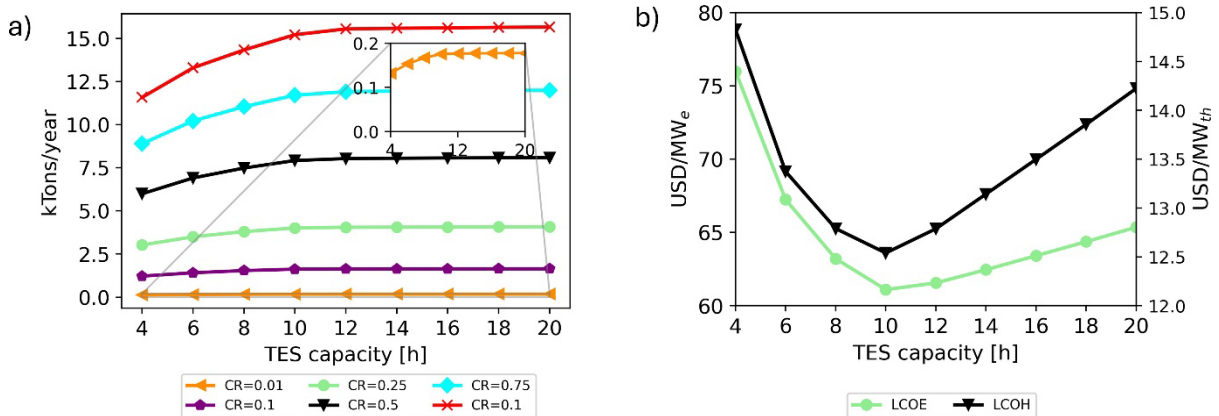 a)
kTons/year
15.0
12.5
10.0
7.5
5.0
2.5
0.0
0.2
0.1
0.0
4 12 20
4 6 8 10 12 14 16 18 20
TES capacity [h]
CR=0.01 CR=0.25 CR=0.75
CR=0.1 CR=0.5 CR=0.1
b)
USD/MWe
80
75
70
65
60
15.0
14.5
14.0
13.5
13.0
12.5
12.0
USD/MWth
4 6 8 10 12 14 16 18 20
TES capacity [h]
LCOE LCOH